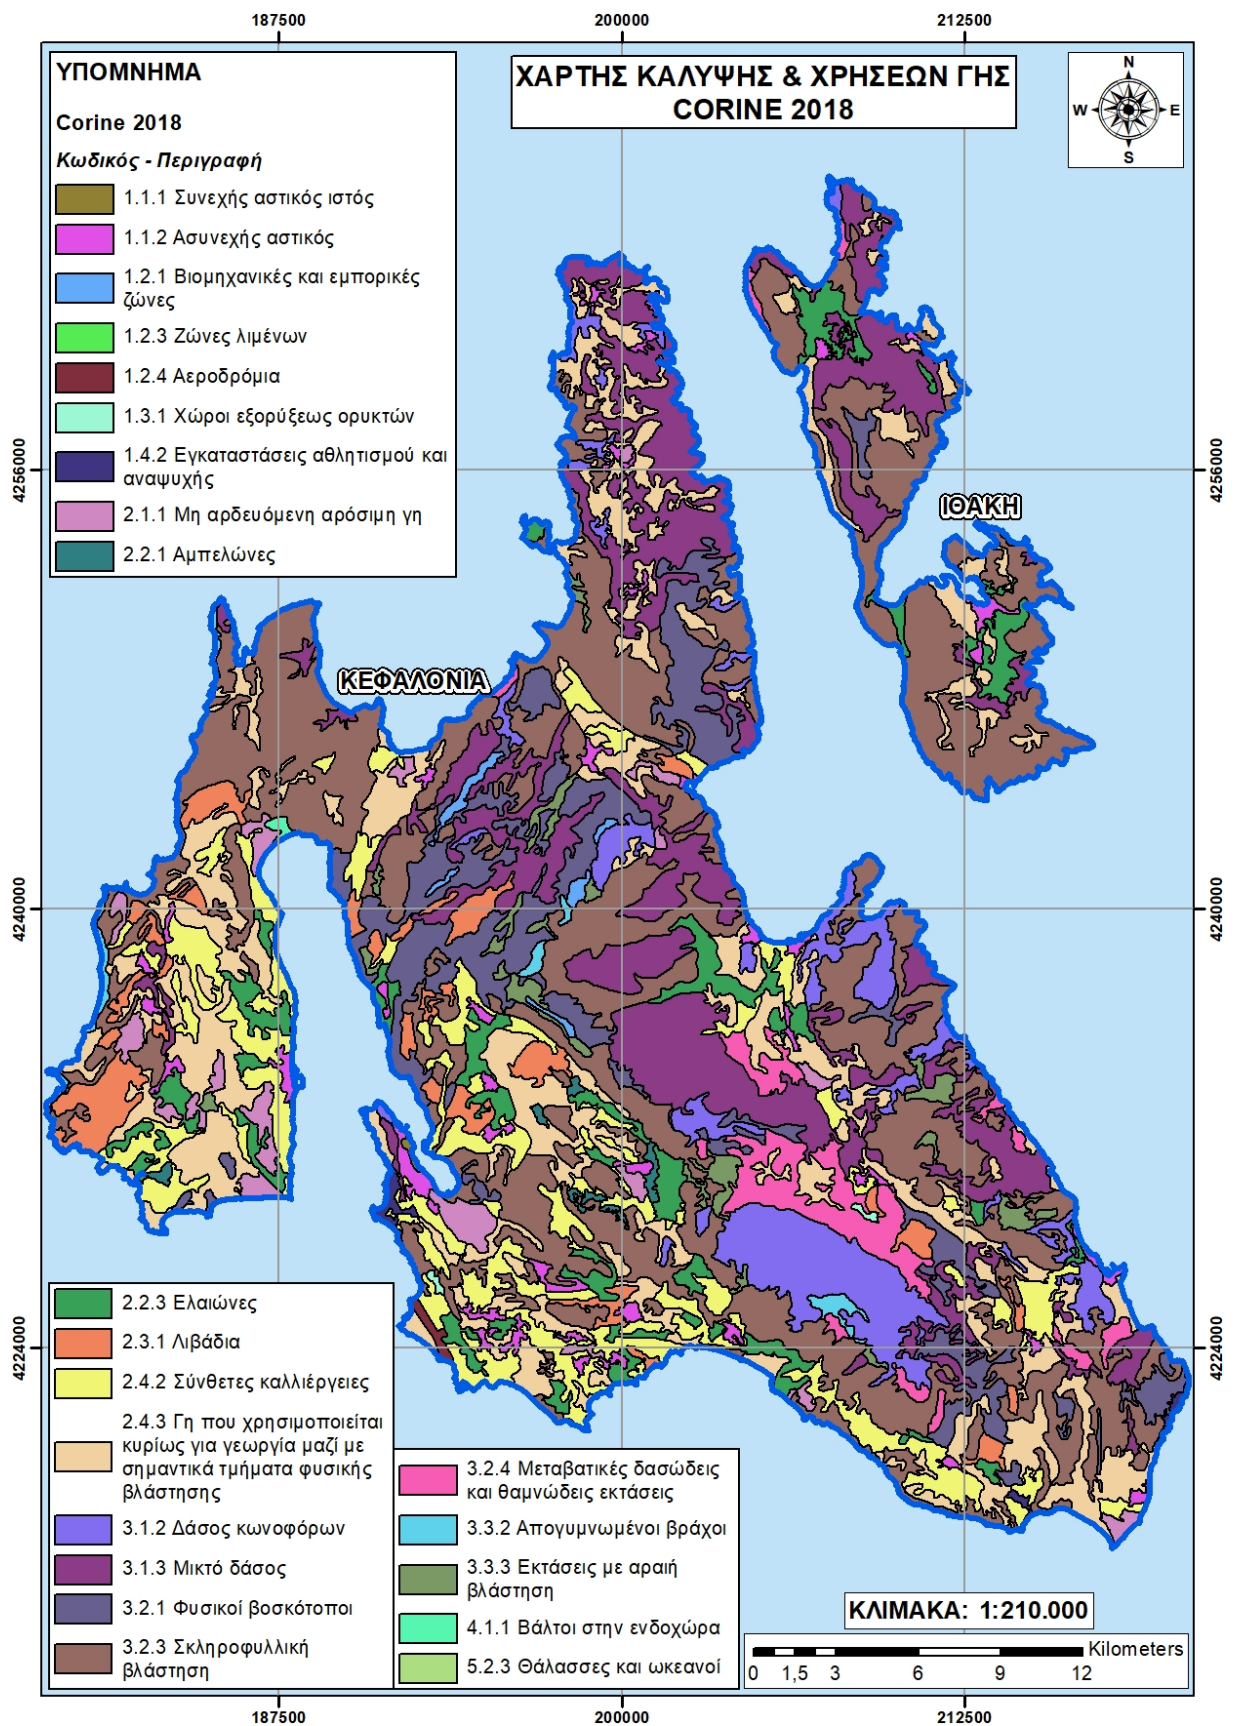 187500
200000
212500
ΥΠΟΜΝΗΜΑ
Corine 2018
Κωδικός - Περιγραφή
1.1.1 Συνεχής αστικός ιστός
1.1.2 Ασυνεχής αστικός
1.2.1 Βιομηχανικές και εμπορικές
ζώνες
1.2.3 Ζώνες λιμένων
1.2.4 Αεροδρόμια
1.3.1 Χώροι εξορύξεως ορυκτών
1.4.2 Εγκαταστάσεις αθλητισμού και
αναψυχής
2.1.1 Μη αρδευόμενη αρόσιμη γη
2.2.1 Αμπελώνες
ΧΑΡΤΗΣ ΚΑΛΥΨΗΣ & ΧΡΗΣΕΩΝ ΓΗΣ
CORINE 2018
N
W
E
S
4256000
4256000
ΙΘΑΚΗ
ΚΕΦΑΛΟΝΙΑ
4240000
4240000
4224000
4224000
2.2.3 Ελαιώνες
2.3.1 Λιβάδια
2.4.2 Σύνθετες καλλιέργειες
2.4.3 Γη που χρησιμοποιείται
κυρίως για γεωργία μαζί με
σημαντικά τμήματα φυσικής
βλάστησης
3.1.2 Δάσος κωνοφόρων
3.1.3 Μικτό δάσος
3.2.1 Φυσικοί βοσκότοποι
3.2.3 Σκληροφυλλική
βλάστηση
3.2.4 Μεταβατικές δασώδεις
και θαμνώδεις εκτάσεις
3.3.2 Απογυμνωμένοι βράχοι
3.3.3 Εκτάσεις με αραιή
βλάστηση
4.1.1 Βάλτοι στην ενδοχώρα
5.2.3 Θάλασσες και ωκεανοί
ΚΛΙΜΑΚΑ: 1:210.000
Kilometers
0 1,5 3 6 9 12
187500
200000
212500